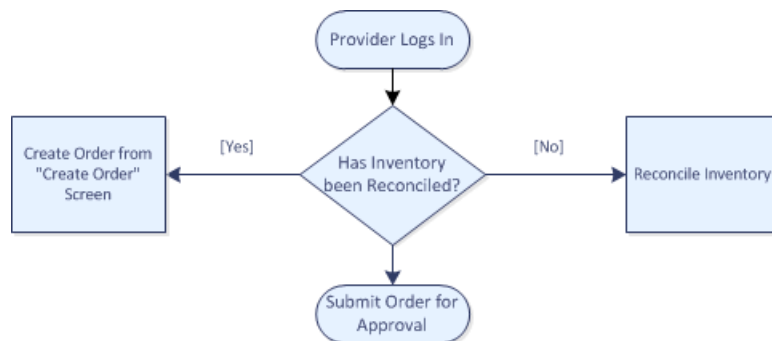 Provider Logs In
[Yes]
[No]
Create Order from
"Create Order"
Screen
Has Inventory
been Reconciled?
Reconcile Inventory
Submit Order for
Approval